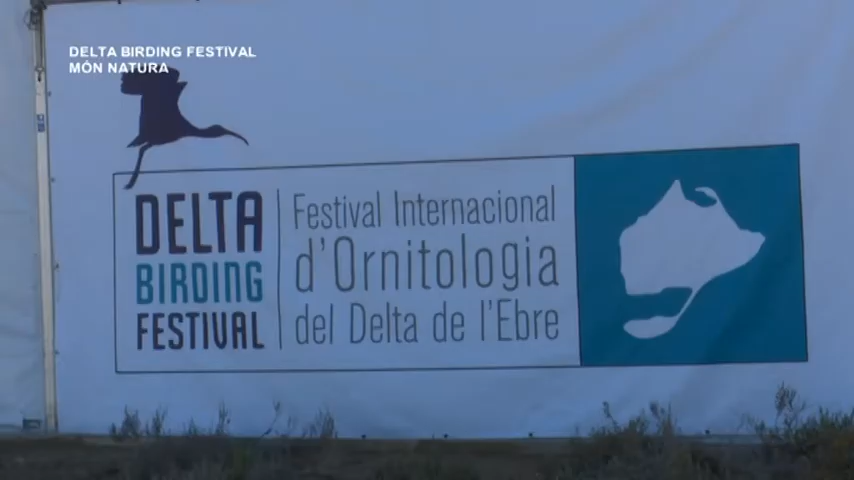 DELTA BIRDING FESTIVAL
MÓN NATURA
DELTA
BIRDING
FESTIVAL
Festival Internacional
d'Ornitologia
del Delta de l'Ebre